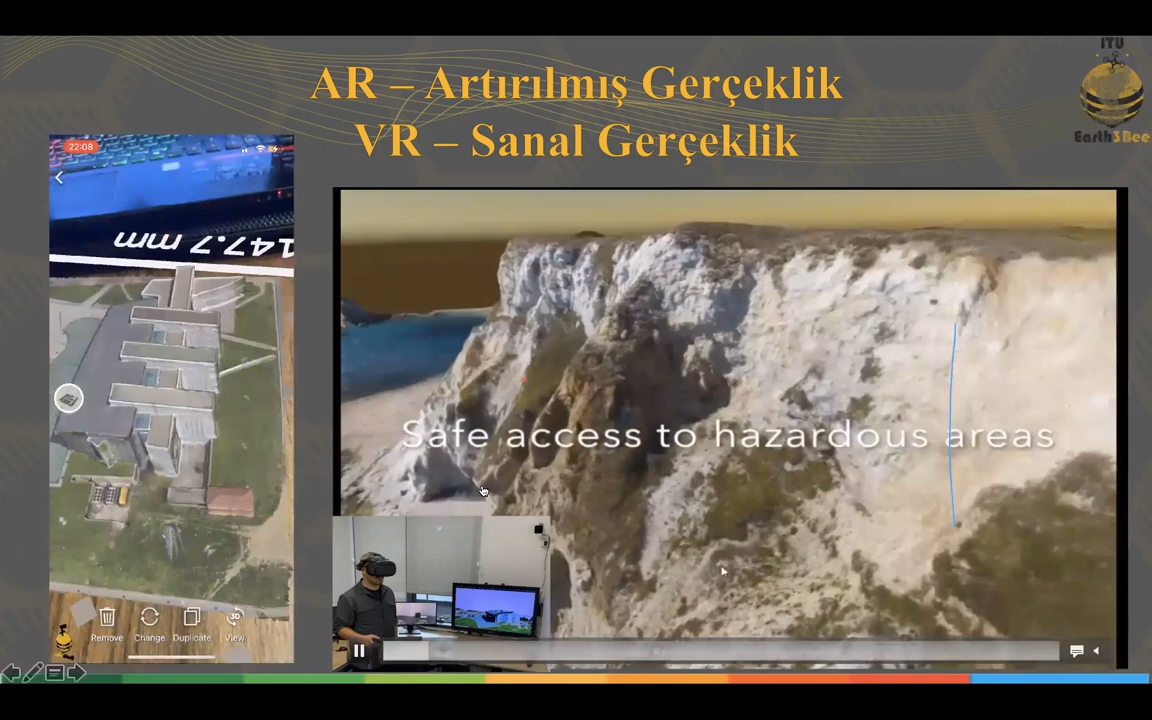 AR – Artırılmış Gerçeklik
VR – Sanal Gerçeklik
ITU
Earth3Bee
22:08
147.7 mm
Safe access to hazardous areas
3D
Remove
Change
Duplicate
View